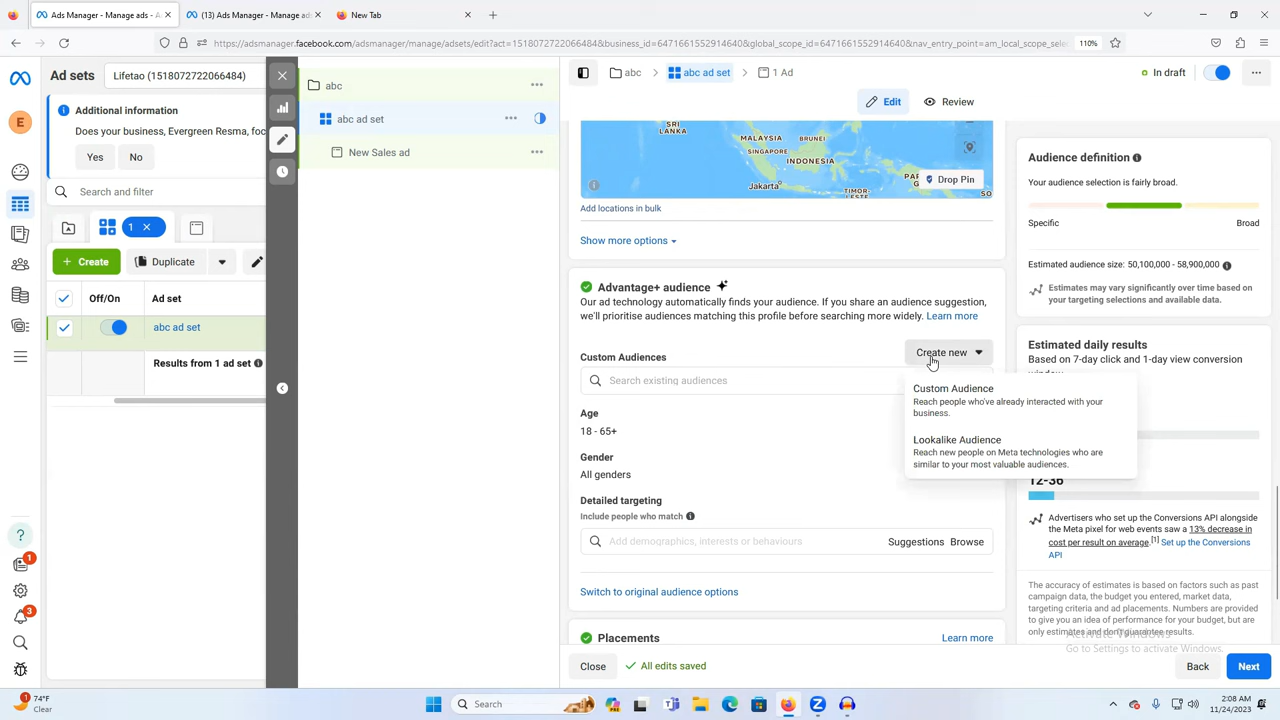 Ads Manager - Manage ads - A
(13) Ads Manager - Manage ads
New Tab
https://adsmanager.facebook.com/adsmanager/manage/adsets/edit?act=1518072722066484&business_id=6471661552914640&global_scope_id=6471661552914640&nav_entry_point=am_local_scope_sele
110%
Ad sets
Lifetao (1518072722066484)
Additional information
Does your business, Evergreen Resma, foc
Yes
No
Search and filter
1
Create
Duplicate
Off/On
Ad set
abc ad set
Results from 1 ad set
E
1
3
abc
abc ad set
New Sales ad
abc
abc ad set
1 Ad
In draft
Edit
Review
SRI
LANKA
MALAYSIA
SINGAPORE
INDONESIA
Jakarta
PAP
TIMOR-
LESTE
SO
Drop Pin
Add locations in bulk
Show more options
Advantage+ audience
Our ad technology automatically finds your audience. If you share an audience suggestion,
we'll prioritise audiences matching this profile before searching more widely. Learn more
Custom Audiences
Create new
Search existing audiences
Custom Audience
Reach people who've already interacted with your
business.
Lookalike Audience
Reach new people on Meta technologies who are
similar to your most valuable audiences.
Age
18 - 65+
Gender
All genders
Detailed targeting
Include people who match
Add demographics, interests or behaviours
Suggestions
Browse
Switch to original audience options
Placements
Learn more
Close
All edits saved
Back
Next
Audience definition
Your audience selection is fairly broad.
Specific
Broad
Estimated audience size: 50,100,000 - 58,900,000
Estimates may vary significantly over time based on
your targeting selections and available data.
Estimated daily results
Based on 7-day click and 1-day view conversion
window
12-36
Advertisers who set up the Conversions API alongside
the Meta pixel for web events saw a 13% decrease in
cost per result on average.[1] Set up the Conversions
API
The accuracy of estimates is based on factors such as past
campaign data, the budget you entered, market data,
targeting criteria and ad placements. Numbers are provided
to give you an idea of performance for your budget, but are
only estimates and don't guarantee results.
Activate Windows
Go to Settings to activate Windows.
1
74°F
Clear
Search
2:08 AM
11/24/2023